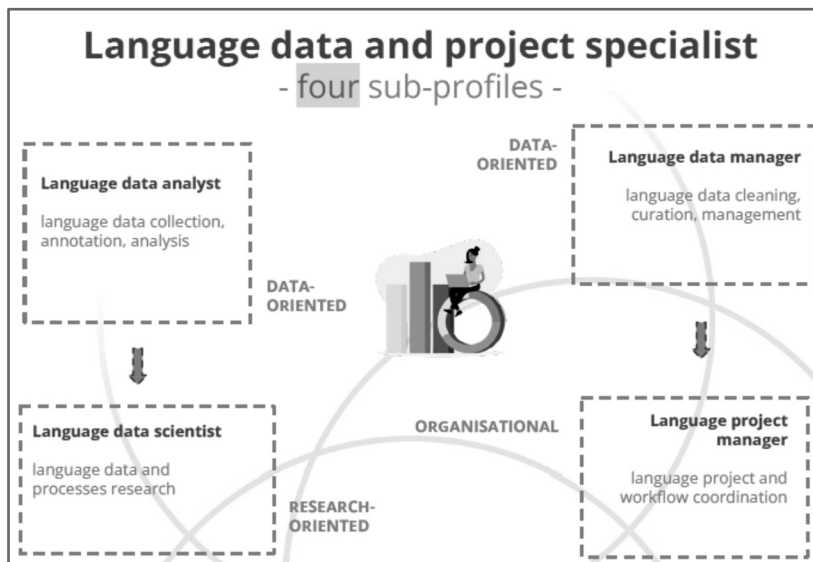 Language data and project specialist
- four sub-profiles -
Language data analyst
language data collection,
annotation, analysis
DATA-
ORIENTED
Language data scientist
language data and
processes research
RESEARCH-
ORIENTED
DATA-
ORIENTED
Language data manager
language data cleaning,
curation, management
ORGANISATIONAL
Language project
manager
language project and
workflow coordination